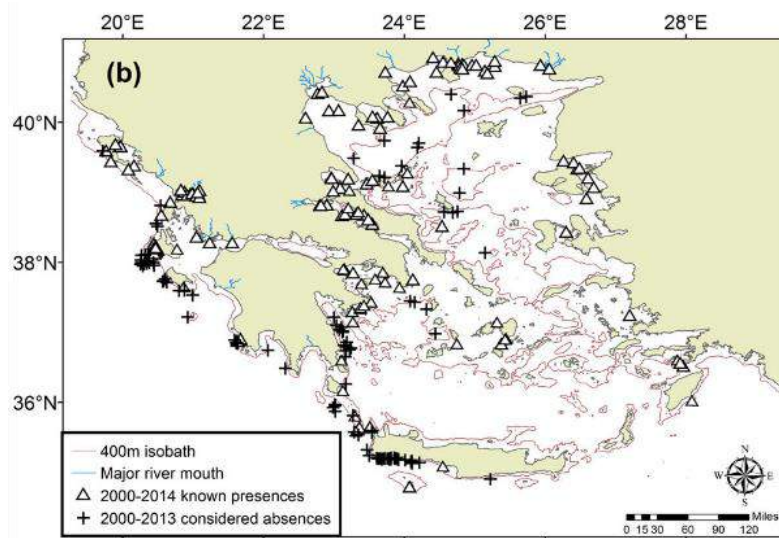 20°E 22°E 24°E 26°E 28°E
(b)
40°N
38°N
36°N
400m isobath
Major river mouth
2000-2014 known presences
2000-2013 considered absences
N
W E
S
Miles
0 15 30 60 90 120